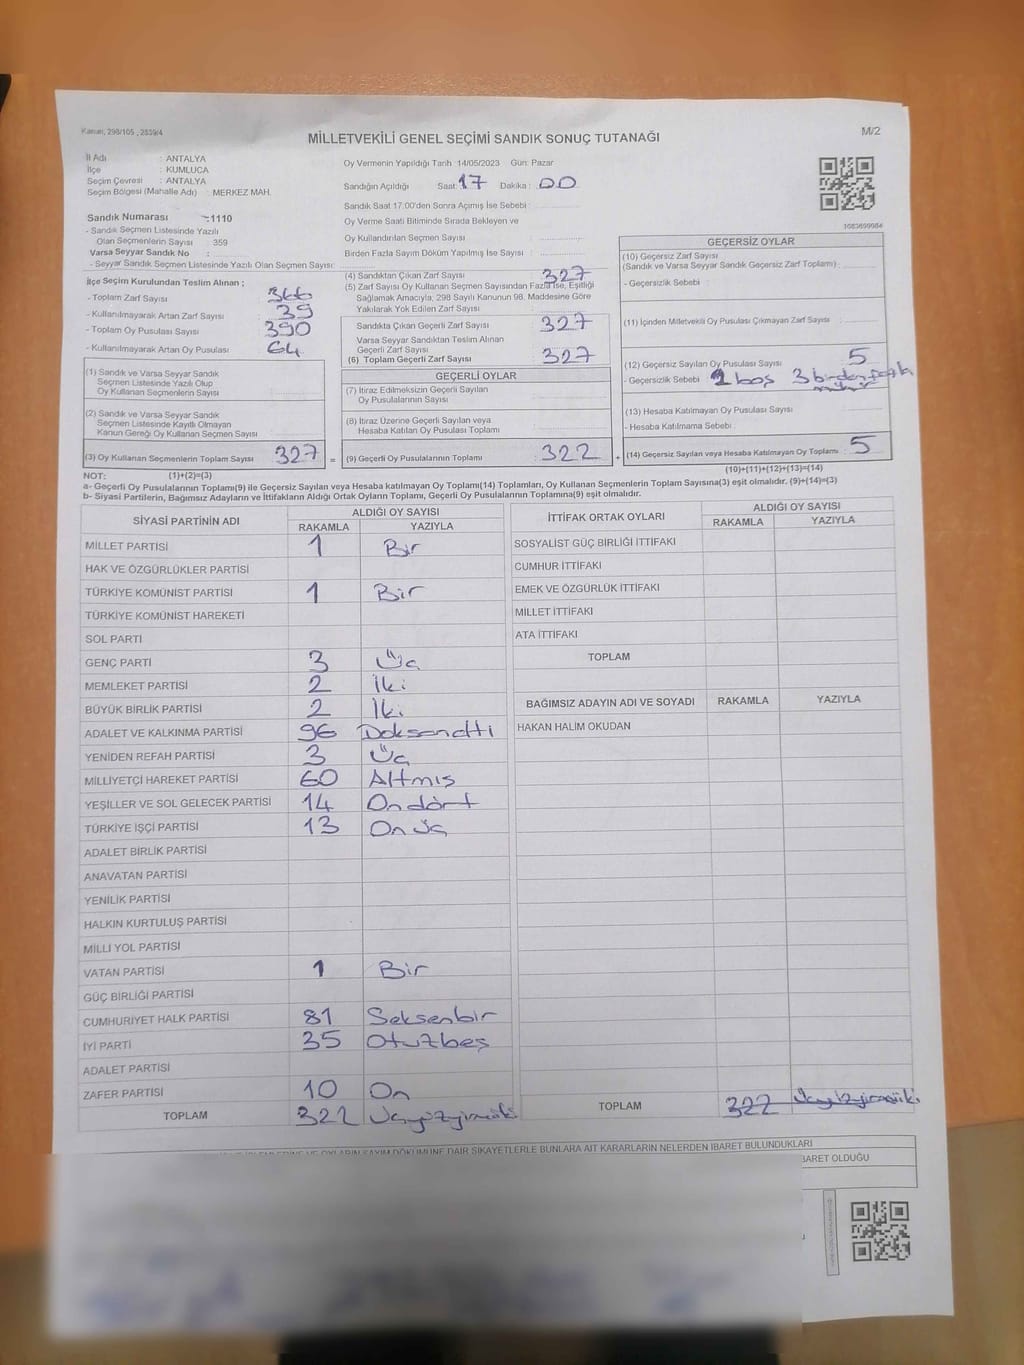 Kanun, 298/105 , 2839/4
MİLLETVEKİLİ GENEL SEÇİMİ SANDIK SONUÇ TUTANAĞI
M/2
İl Adı : ANTALYA
İlçe : KUMLUCA
Seçim Çevresi : ANTALYA
Seçim Bölgesi (Mahalle Adı) : MERKEZ MAH.
Sandık Numarası : 1110
- Sandık Seçmen Listesinde Yazılı
Olan Seçmenlerin Sayısı : 359
Varsa Seyyar Sandık No :
- Seyyar Sandık Seçmen Listesinde Yazılı Olan Seçmen Sayısı:
İlçe Seçim Kurulundan Teslim Alınan ;
- Toplam Zarf Sayısı : 366
- Kullanılmayarak Artan Zarf Sayısı : 39
- Toplam Oy Pusulası Sayısı : 390
- Kullanılmayarak Artan Oy Pusulası : 64
(1) Sandık ve Varsa Seyyar Sandık
Seçmen Listesinde Yazılı Olup
Oy Kullanan Seçmenlerin Sayısı :
(2) Sandık ve Varsa Seyyar Sandık
Seçmen Listesinde Kayıtlı Olmayan
Kanun Gereği Oy Kullanan Seçmen Sayısı :
(3) Oy Kullanan Seçmenlerin Toplam Sayısı : 327 =
Oy Vermenin Yapıldığı Tarih 14/05/2023 Gün: Pazar
Sandığın Açıldığı Saat: 17 Dakika : 00
Sandık Saat 17:00'den Sonra Açımış İse Sebebi :
Oy Verme Saati Bitiminde Sırada Bekleyen ve
Oy Kullandırılan Seçmen Sayısı :
Birden Fazla Sayım Döküm Yapılmış İse Sayısı :
(4) Sandıktan Çıkan Zarf Sayısı : 327
(5) Zarf Sayısı Oy Kullanan Seçmen Sayısından Fazla İse, Eşitliği
Sağlamak Amacıyla; 298 Sayılı Kanunun 98. Maddesine Göre
Yakılarak Yok Edilen Zarf Sayısı :
Sandıkta Çıkan Geçerli Zarf Sayısı : 327
Varsa Seyyar Sandıktan Teslim Alınan
Geçerli Zarf Sayısı :
(6) Toplam Geçerli Zarf Sayısı : 327
GEÇERLİ OYLAR
(7) İtiraz Edilmeksizin Geçerli Sayılan
Oy Pusulalarının Sayısı :
(8) İtiraz Üzerine Geçerli Sayılan veya
Hesaba Katılan Oy Pusulası Toplamı :
(9) Geçerli Oy Pusulalarının Toplamı : 322 +
1083699984
GEÇERSİZ OYLAR
(10) Geçersiz Zarf Sayısı
(Sandık ve Varsa Seyyar Sandık Geçersiz Zarf Toplamı) :
- Geçersizlik Sebebi :
(11) İçinden Milletvekili Oy Pusulası Çıkmayan Zarf Sayısı :
(12) Geçersiz Sayılan Oy Pusulası Sayısı : 5
- Geçersizlik Sebebi boş 3 birden fazla
mühür
(13) Hesaba Katılmayan Oy Pusulası Sayısı :
- Hesaba Katılmama Sebebi :
(14) Geçersiz Sayılan veya Hesaba Katılmayan Oy Toplamı : 5
NOT: (1)+(2)=(3)
(10)+(11)+(12)+(13)=(14)
a- Geçerli Oy Pusulalarının Toplamı(9) ile Geçersiz Sayılan veya Hesaba katılmayan Oy Toplamı(14) Toplamları, Oy Kullanan Seçmenlerin Toplam Sayısına(3) eşit olmalıdır. (9)+(14)=(3)
b- Siyasi Partilerin, Bağımsız Adayların ve İttifakların Aldığı Ortak Oyların Toplamı, Geçerli Oy Pusulalarının Toplamına(9) eşit olmalıdır.
SİYASİ PARTİNİN ADI ALDIĞI OY SAYISI
RAKAMLA YAZIYLA
MİLLET PARTİSİ 1 Bir
HAK VE ÖZGÜRLÜKLER PARTİSİ
TÜRKİYE KOMÜNİST PARTİSİ 1 Bir
TÜRKİYE KOMÜNİST HAREKETİ
SOL PARTİ
GENÇ PARTİ 3 Üç
MEMLEKET PARTİSİ 2 İki
BÜYÜK BİRLİK PARTİSİ 2 İki
ADALET VE KALKINMA PARTİSİ 96 Doksanaltı
YENİDEN REFAH PARTİSİ 3 Üç
MİLLİYETÇİ HAREKET PARTİSİ 60 Altmış
YEŞİLLER VE SOL GELECEK PARTİSİ 14 Ondört
TÜRKİYE İŞÇİ PARTİSİ 13 On üç
ADALET BİRLİK PARTİSİ
ANAVATAN PARTİSİ
YENİLİK PARTİSİ
HALKIN KURTULUŞ PARTİSİ
MİLLİ YOL PARTİSİ
VATAN PARTİSİ 1 Bir
GÜÇ BİRLİĞİ PARTİSİ
CUMHURİYET HALK PARTİSİ 81 Seksenbir
İYİ PARTİ 35 Otuzbeş
ADALET PARTİSİ
ZAFER PARTİSİ 10 On
TOPLAM 322 Üçyüzyirmiiki
İTTİFAK ORTAK OYLARI ALDIĞI OY SAYISI
RAKAMLA YAZIYLA
SOSYALİST GÜÇ BİRLİĞİ İTTİFAKI
CUMHUR İTTİFAKI
EMEK VE ÖZGÜRLÜK İTTİFAKI
MİLLET İTTİFAKI
ATA İTTİFAKI
TOPLAM
BAĞIMSIZ ADAYIN ADI VE SOYADI RAKAMLA YAZIYLA
HAKAN HALİM OKUDAN
TOPLAM 322 Üçyüzyirmiiki
OYLARIN SAYIM DÖKÜMÜNE DAİR ŞİKAYETLERLE BUNLARA AİT KARARLARIN NELERDEN İBARET BULUNDUKLARI
İBARET OLDUĞU